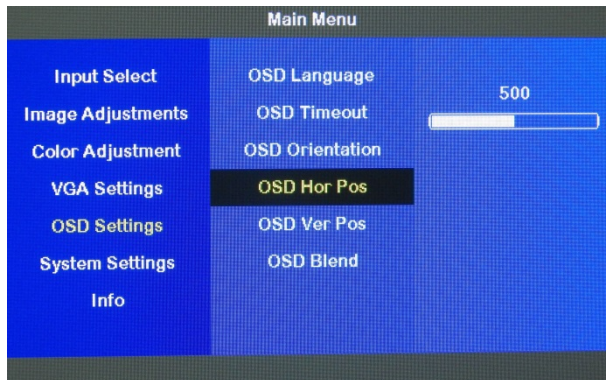 Main Menu
Input Select
Image Adjustments
Color Adjustment
VGA Settings
OSD Settings
System Settings
Info
OSD Language
OSD Timeout
OSD Orientation
OSD Hor Pos
OSD Ver Pos
OSD Blend
500